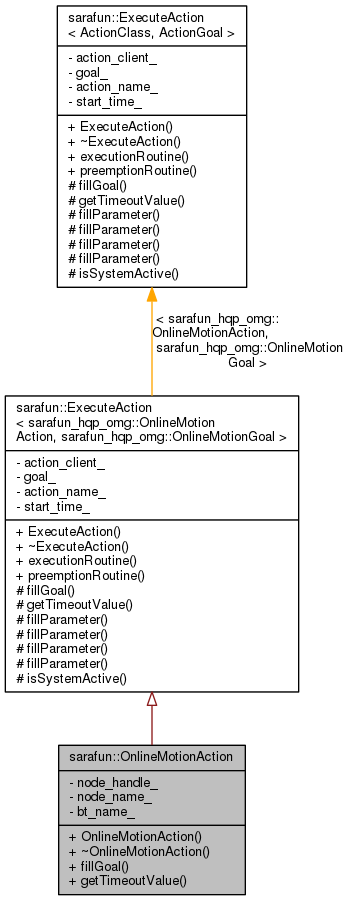 sarafun::ExecuteAction
< ActionClass, ActionGoal >
- action_client_
- goal_
- action_name_
- start_time_
+ ExecuteAction()
+ ~ExecuteAction()
+ executionRoutine()
+ preemptionRoutine()
# fillGoal()
# getTimeoutValue()
# fillParameter()
# fillParameter()
# fillParameter()
# fillParameter()
# isSystemActive()
< sarafun_hqp_omg::
OnlineMotionAction,
sarafun_hqp_omg::OnlineMotion
Goal >
sarafun::ExecuteAction
< sarafun_hqp_omg::OnlineMotion
Action, sarafun_hqp_omg::OnlineMotionGoal >
- action_client_
- goal_
- action_name_
- start_time_
+ ExecuteAction()
+ ~ExecuteAction()
+ executionRoutine()
+ preemptionRoutine()
# fillGoal()
# getTimeoutValue()
# fillParameter()
# fillParameter()
# fillParameter()
# fillParameter()
# isSystemActive()
sarafun::OnlineMotionAction
- node_handle_
- node_name_
- bt_name_
+ OnlineMotionAction()
+ ~OnlineMotionAction()
+ fillGoal()
+ getTimeoutValue()